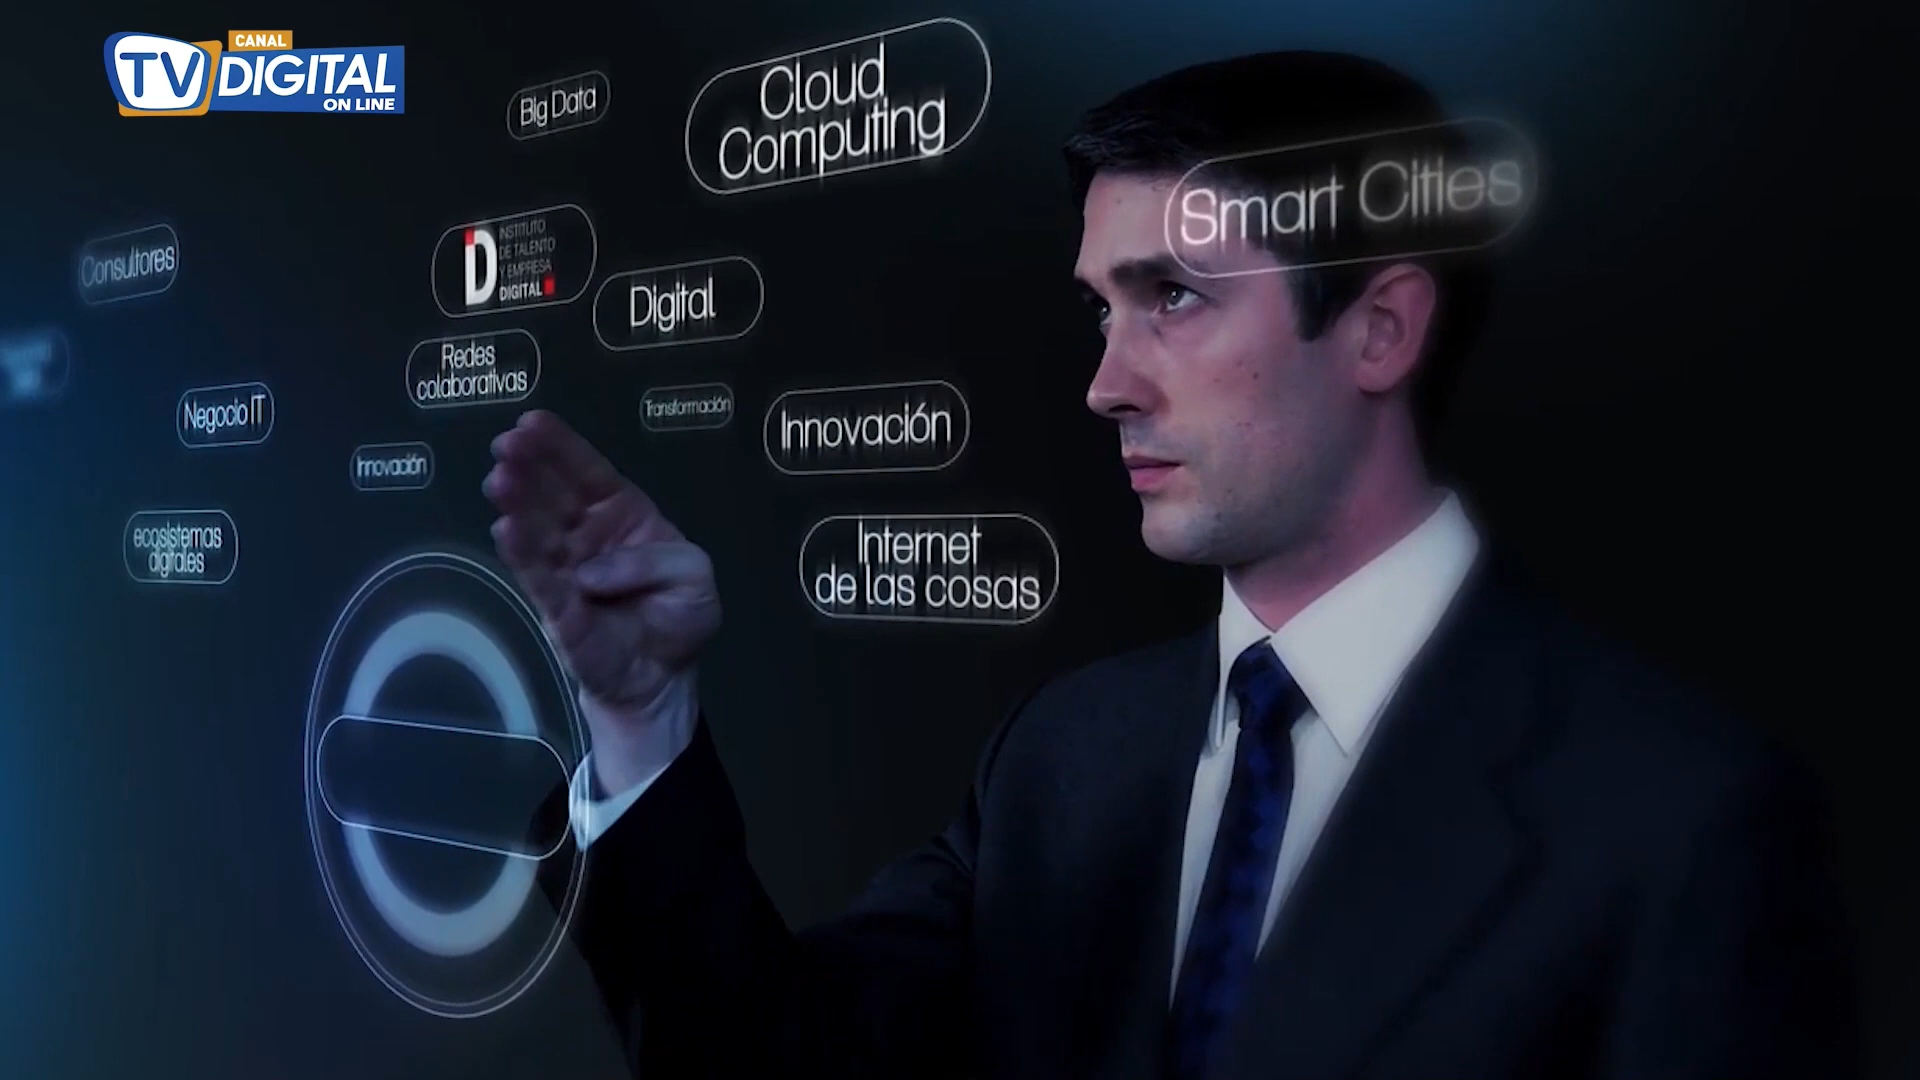 CANAL
TV DIGITAL
ON LINE
Big Data
Cloud
Computing
Smart Cities
Consultores
iD
INSTITUTO
DE TALENTO
Y EMPRESA
DIGITAL
Digital
Redes
colaborativas
Negocio IT
Transformación
Innovación
Innovación
ecosistemas
digitales
Internet
de las cosas